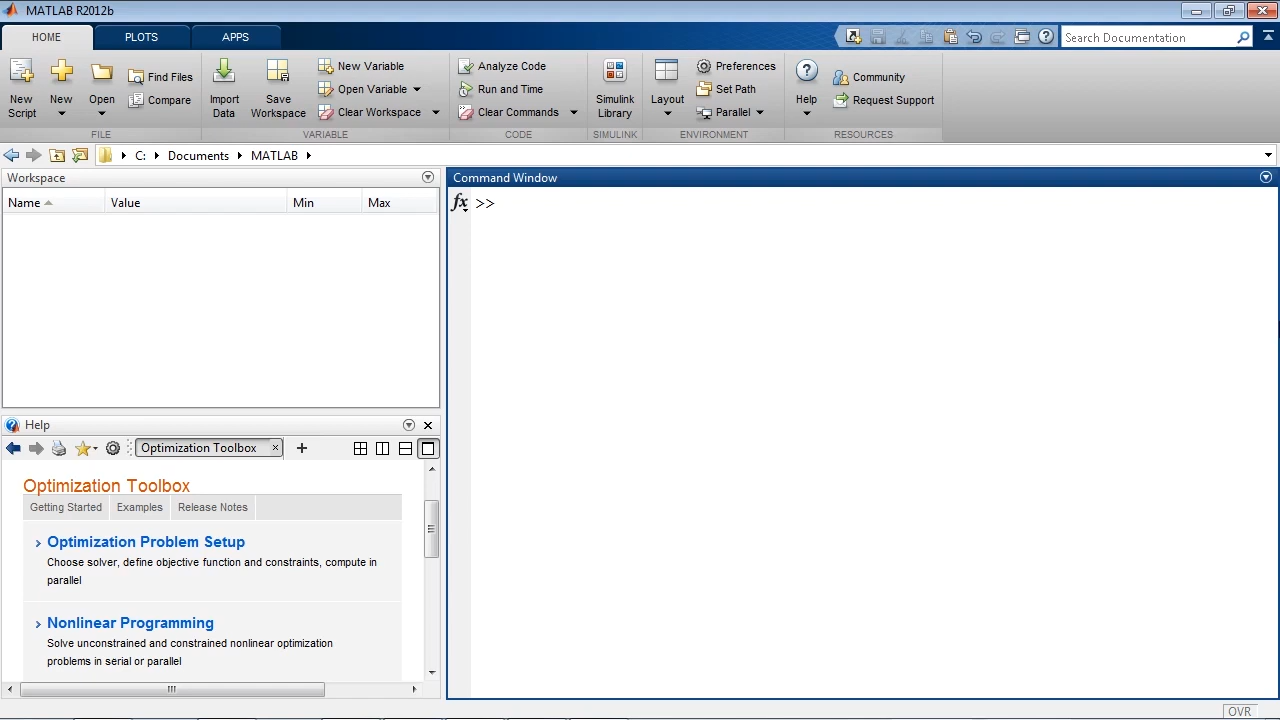 MATLAB R2012b
HOME PLOTS APPS
Search Documentation
New Script
New
Open
Find Files
Compare
FILE
Import Data
Save Workspace
New Variable
Open Variable
Clear Workspace
VARIABLE
Analyze Code
Run and Time
Clear Commands
CODE
Simulink Library
SIMULINK
Layout
Preferences
Set Path
Parallel
ENVIRONMENT
Help
Community
Request Support
RESOURCES
C: Documents MATLAB
Workspace
Name Value Min Max
Command Window
fx >>
Help
Optimization Toolbox
Optimization Toolbox
Getting Started Examples Release Notes
Optimization Problem Setup
Choose solver, define objective function and constraints, compute in
parallel
Nonlinear Programming
Solve unconstrained and constrained nonlinear optimization
problems in serial or parallel
OVR